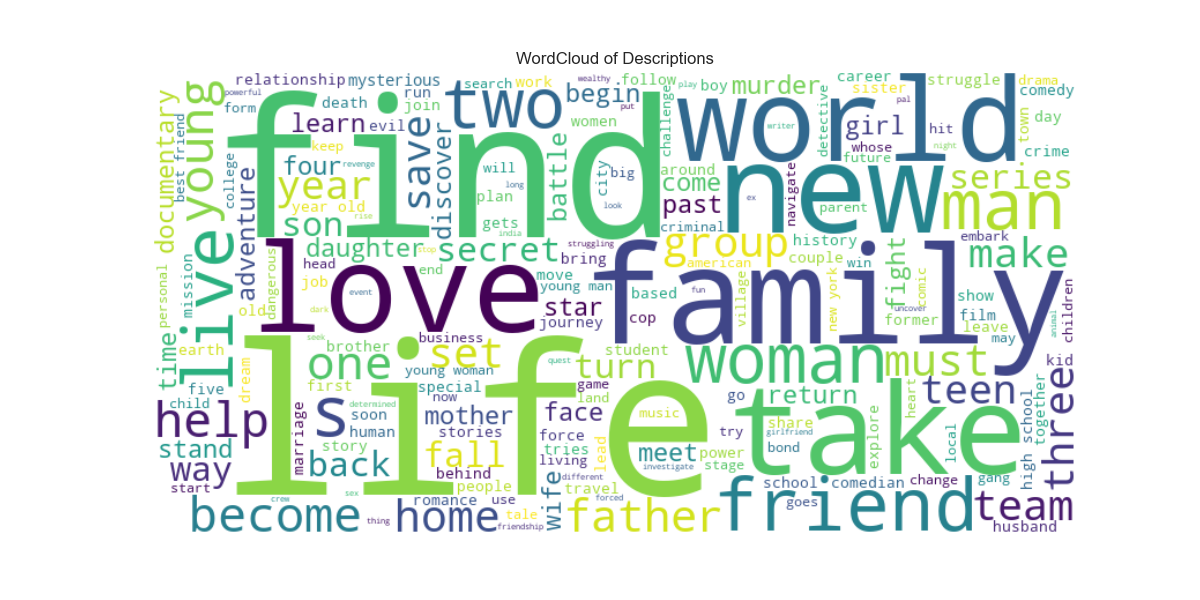 WordCloud of Descriptions
relationship
mysterious
search
work
wealthy
follow
play
boy
murder
career
sister
struggle
drama
comedy
powerful
form
death
run
join
two
begin
put
pal
documentary
best friend
young
find
learn
evil
women
challenge
world
writer
detective
girl
hit
whose
town
day
crime
college
keep
four
revenge
save
discover
will
long
battle
city
big
around
come
future
night
year
year old
rise
son
plan
gets
india
look
past
criminal
ex
new
navigate
parent
series
man
adventure
daughter
stop
secret
struggling
bring
group
history
couple
american
win
fight
embark
make
personal
mission
live
dangerous
head
job
end
love
move
young man
family
village
new york
comic
uncover
show
film
old
event
dark
star
journey
based
cop
fun
former
leave
may
animal
children
time
earth
dream
seek
brother
one
set
business
quest
student
turn
woman
must
kid
five
child
first
life
young woman
special
game
land
go
return
heart
teen
three
together
help
s
determined
soon
human
now
mother
stories
face
music
share
take
explore
local
high school
stand
marriage
story
force
tries
try
girlfriend
bond
way
back
fall
behind
living
lead
meet
investigate
power
stage
start
crew
sex
people
different
travel
forced
school
comedian
change
gang
become
thing
home
romance
use
tale
friendship
wife
father
friend
goes
team
husband